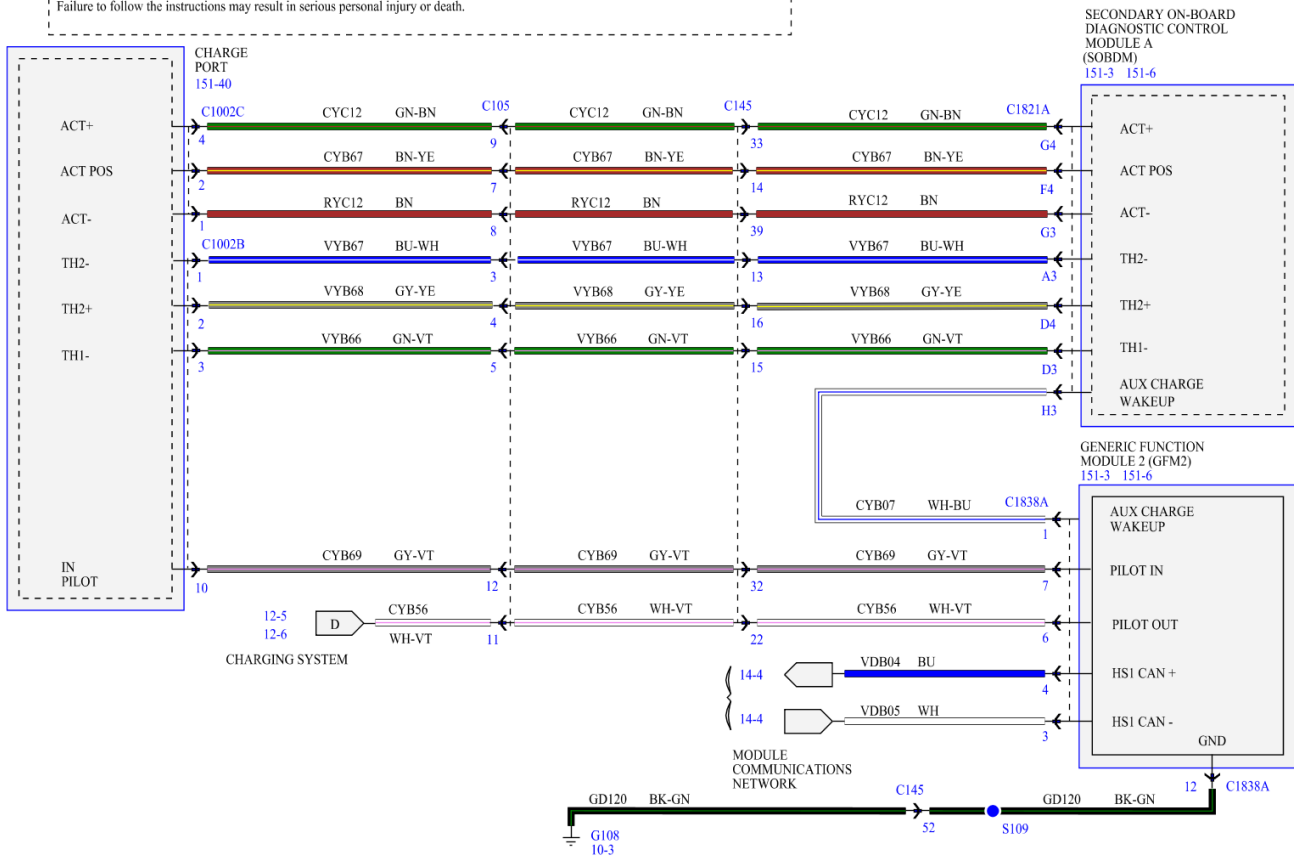 Failure to follow the instructions may result in serious personal injury or death.
SECONDARY ON-BOARD
DIAGNOSTIC CONTROL
MODULE A
(SOBDM)
151-3 151-6
CHARGE
PORT
151-40
C1002C CYC12 GN-BN C105 CYC12 GN-BN C145 CYC12 GN-BN C1821A
ACT+ ACT+
4 9 33 G4
CYB67 BN-YE CYB67 BN-YE CYB67 BN-YE
ACT POS ACT POS
2 7 14 F4
RYC12 BN RYC12 BN RYC12 BN
ACT- ACT-
1 8 39 G3
C1002B VYB67 BU-WH VYB67 BU-WH VYB67 BU-WH
TH2- TH2-
1 3 13 A3
VYB68 GY-YE VYB68 GY-YE VYB68 GY-YE
TH2+ TH2+
2 4 16 D4
VYB66 GN-VT VYB66 GN-VT VYB66 GN-VT
TH1- TH1-
3 5 15 D3
AUX CHARGE
WAKEUP
H3
GENERIC FUNCTION
MODULE 2 (GFM2)
151-3 151-6
CYB07 WH-BU C1838A
AUX CHARGE
WAKEUP
1
CYB69 GY-VT CYB69 GY-VT CYB69 GY-VT
IN
PILOT
PILOT IN
10 12 32 7
12-5
12-6
D
CYB56 CYB56 WH-VT CYB56 WH-VT
WH-VT
PILOT OUT
11 22 6
CHARGING SYSTEM
14-4 VDB04 BU HS1 CAN +
4
14-4 VDB05 WH HS1 CAN -
3
GND
MODULE
COMMUNICATIONS
NETWORK
12 C1838A
GD120 BK-GN C145 GD120 BK-GN
52 S109
G108
10-3